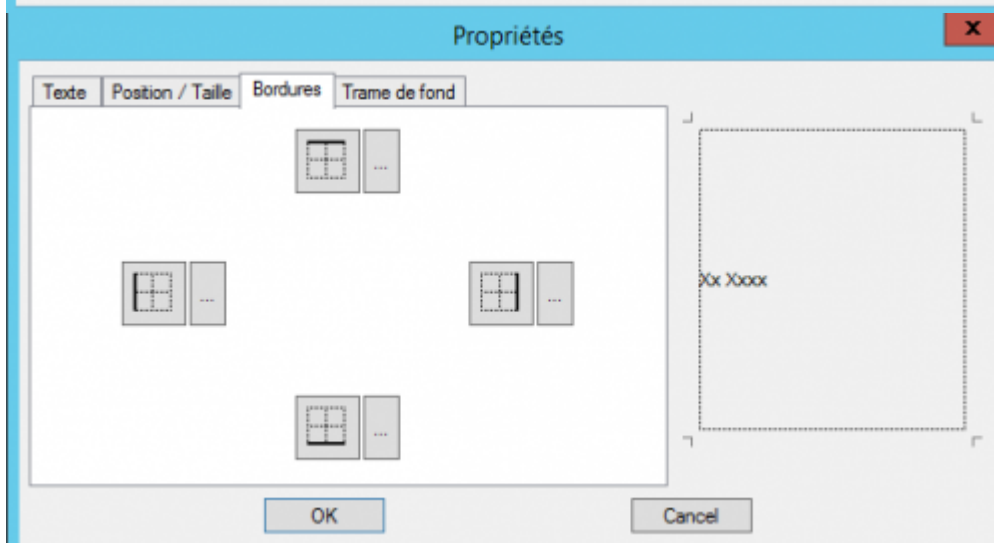 Propriétés
x
Texte Position / Taille Bordures Trame de fond
...
... ...
Xx Xxxx
...
OK Cancel